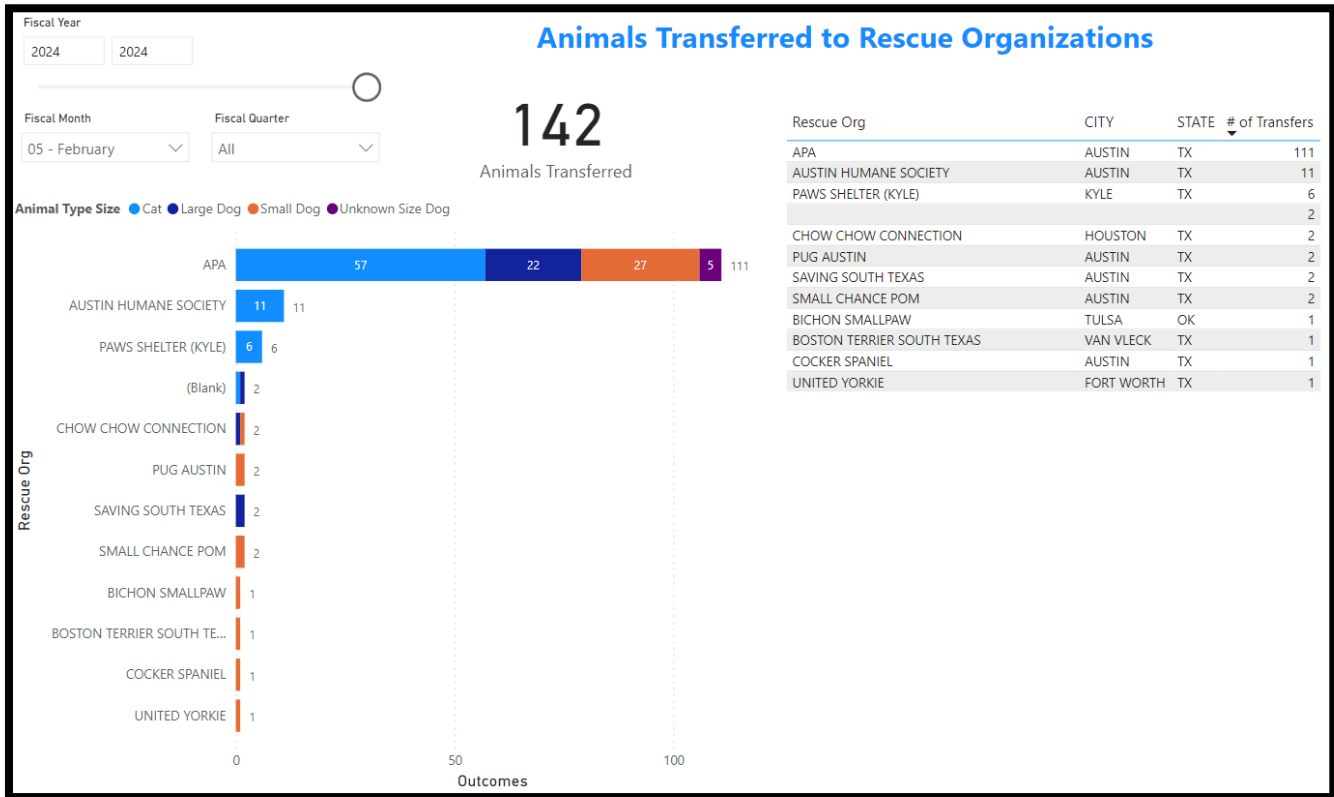 Fiscal Year
Animals Transferred to Rescue Organizations
2024 2024
Fiscal Month Fiscal Quarter
05 - February All
142
Animals Transferred
Animal Type Size Cat Large Dog Small Dog Unknown Size Dog
Rescue Org
APA 57 22 27 5 111
AUSTIN HUMANE SOCIETY 11 11
PAWS SHELTER (KYLE) 6 6
(Blank) 2
CHOW CHOW CONNECTION 2
PUG AUSTIN 2
SAVING SOUTH TEXAS 2
SMALL CHANCE POM 2
BICHON SMALLPAW 1
BOSTON TERRIER SOUTH TE... 1
COCKER SPANIEL 1
UNITED YORKIE 1
0 50 100
Outcomes
Rescue Org CITY STATE # of Transfers
APA AUSTIN TX 111
AUSTIN HUMANE SOCIETY AUSTIN TX 11
PAWS SHELTER (KYLE) KYLE TX 6
2
CHOW CHOW CONNECTION HOUSTON TX 2
PUG AUSTIN AUSTIN TX 2
SAVING SOUTH TEXAS AUSTIN TX 2
SMALL CHANCE POM AUSTIN TX 2
BICHON SMALLPAW TULSA OK 1
BOSTON TERRIER SOUTH TEXAS VAN VLECK TX 1
COCKER SPANIEL AUSTIN TX 1
UNITED YORKIE FORT WORTH TX 1